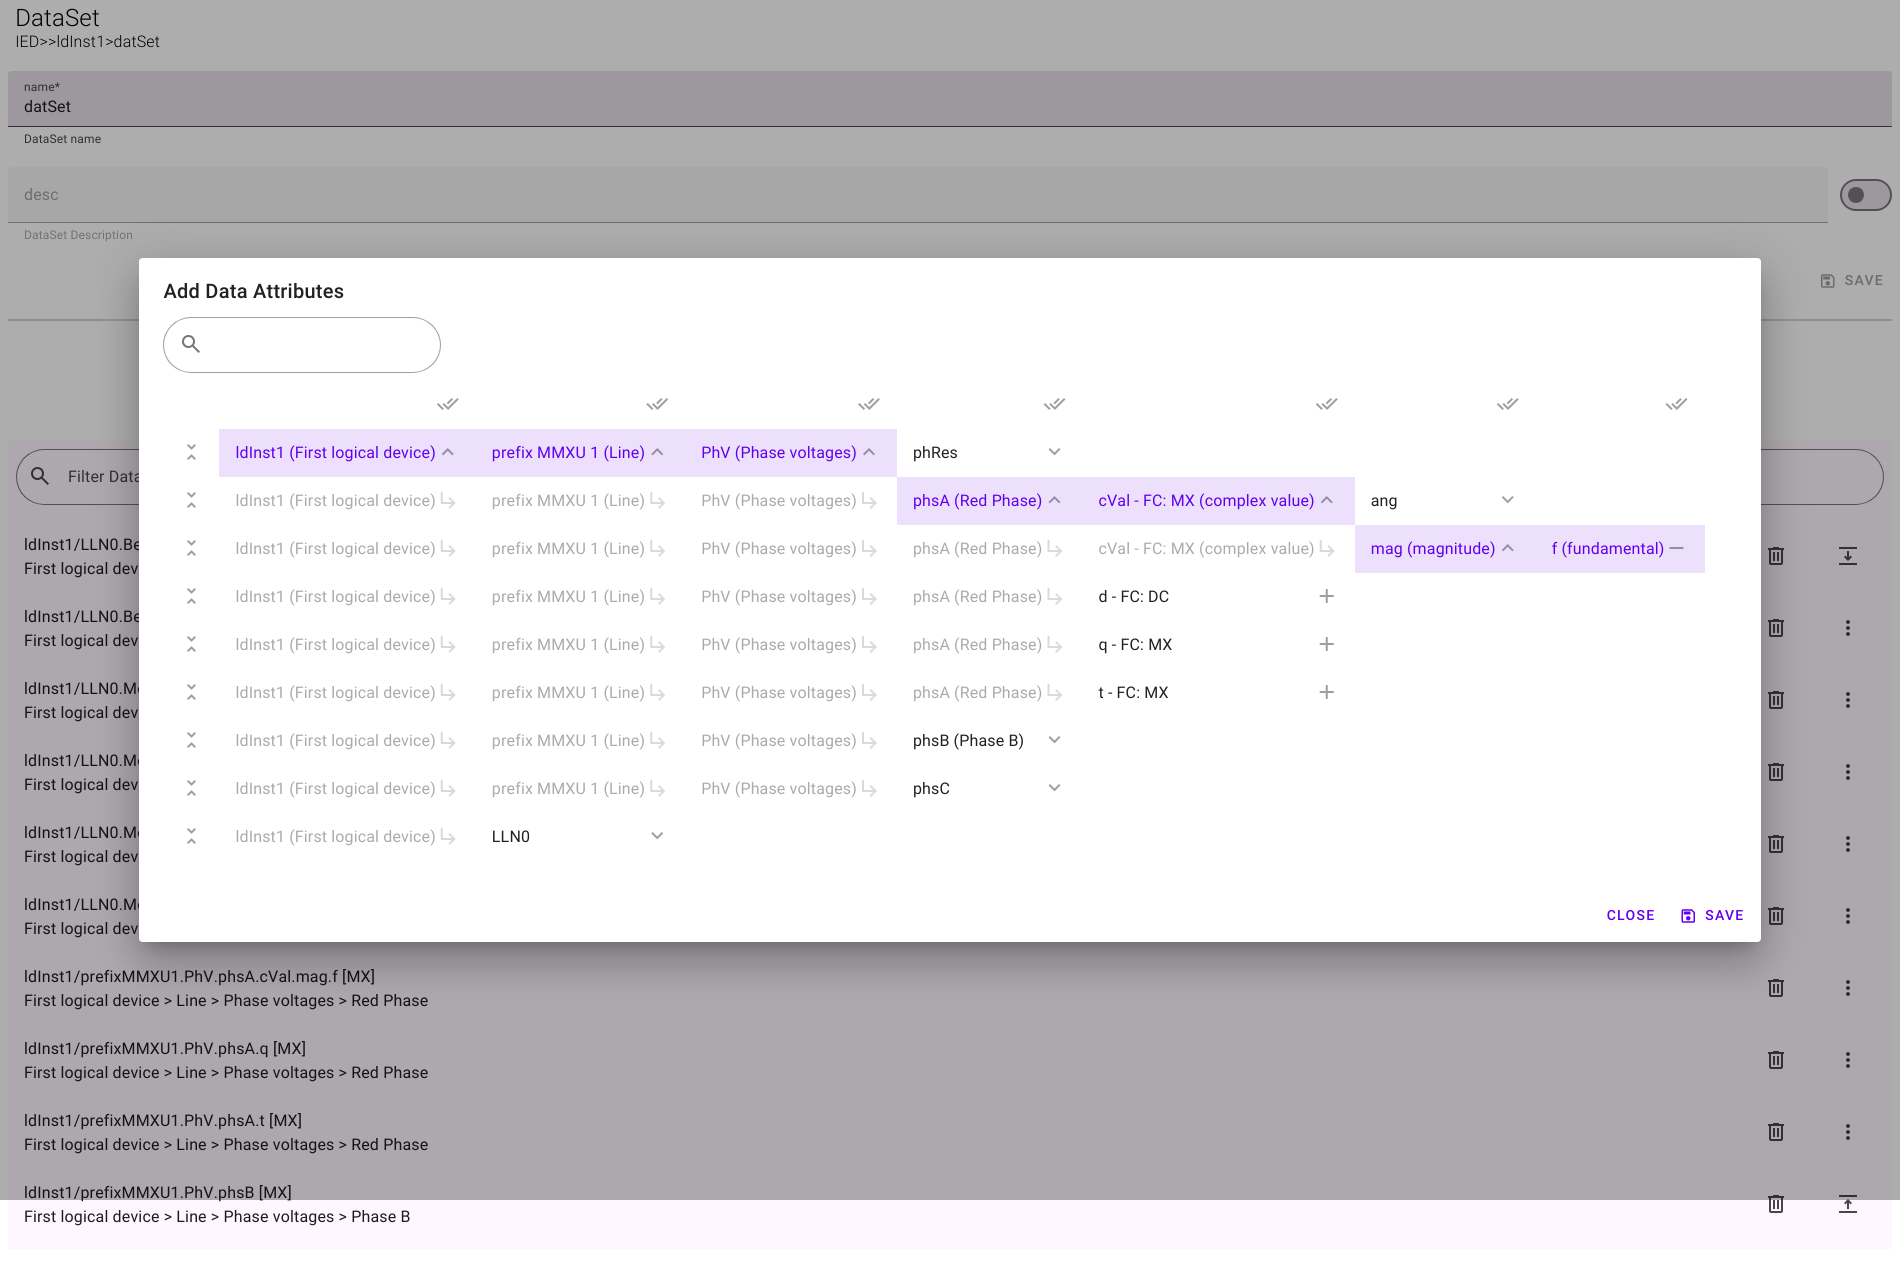 DataSet
IED>>ldInst1>datSet
name*
datSet
DataSet name
desc
DataSet Description
SAVE
Add Data Attributes
ldInst1 (First logical device) prefix MMXU 1 (Line) PhV (Phase voltages) phRes
Filter Data
ldInst1 (First logical device) prefix MMXU 1 (Line) PhV (Phase voltages) phsA (Red Phase) cVal - FC: MX (complex value) ang
ldInst1 (First logical device) prefix MMXU 1 (Line) PhV (Phase voltages) phsA (Red Phase) cVal - FC: MX (complex value) mag (magnitude) f (fundamental)
ldInst1 (First logical device) prefix MMXU 1 (Line) PhV (Phase voltages) phsA (Red Phase) d - FC: DC
ldInst1 (First logical device) prefix MMXU 1 (Line) PhV (Phase voltages) phsA (Red Phase) q - FC: MX
ldInst1 (First logical device) prefix MMXU 1 (Line) PhV (Phase voltages) phsA (Red Phase) t - FC: MX
ldInst1 (First logical device) prefix MMXU 1 (Line) PhV (Phase voltages) phsB (Phase B)
ldInst1 (First logical device) prefix MMXU 1 (Line) PhV (Phase voltages) phsC
ldInst1 (First logical device) LLN0
CLOSE SAVE
ldInst1/LLN0.Be
First logical dev
ldInst1/LLN0.Be
First logical dev
ldInst1/LLN0.Mo
First logical dev
ldInst1/LLN0.Mo
First logical dev
ldInst1/LLN0.Mo
First logical dev
ldInst1/LLN0.Mo
First logical dev
ldInst1/prefixMMXU1.PhV.phsA.cVal.mag.f [MX]
First logical device > Line > Phase voltages > Red Phase
ldInst1/prefixMMXU1.PhV.phsA.q [MX]
First logical device > Line > Phase voltages > Red Phase
ldInst1/prefixMMXU1.PhV.phsA.t [MX]
First logical device > Line > Phase voltages > Red Phase
ldInst1/prefixMMXU1.PhV.phsB [MX]
First logical device > Line > Phase voltages > Phase B